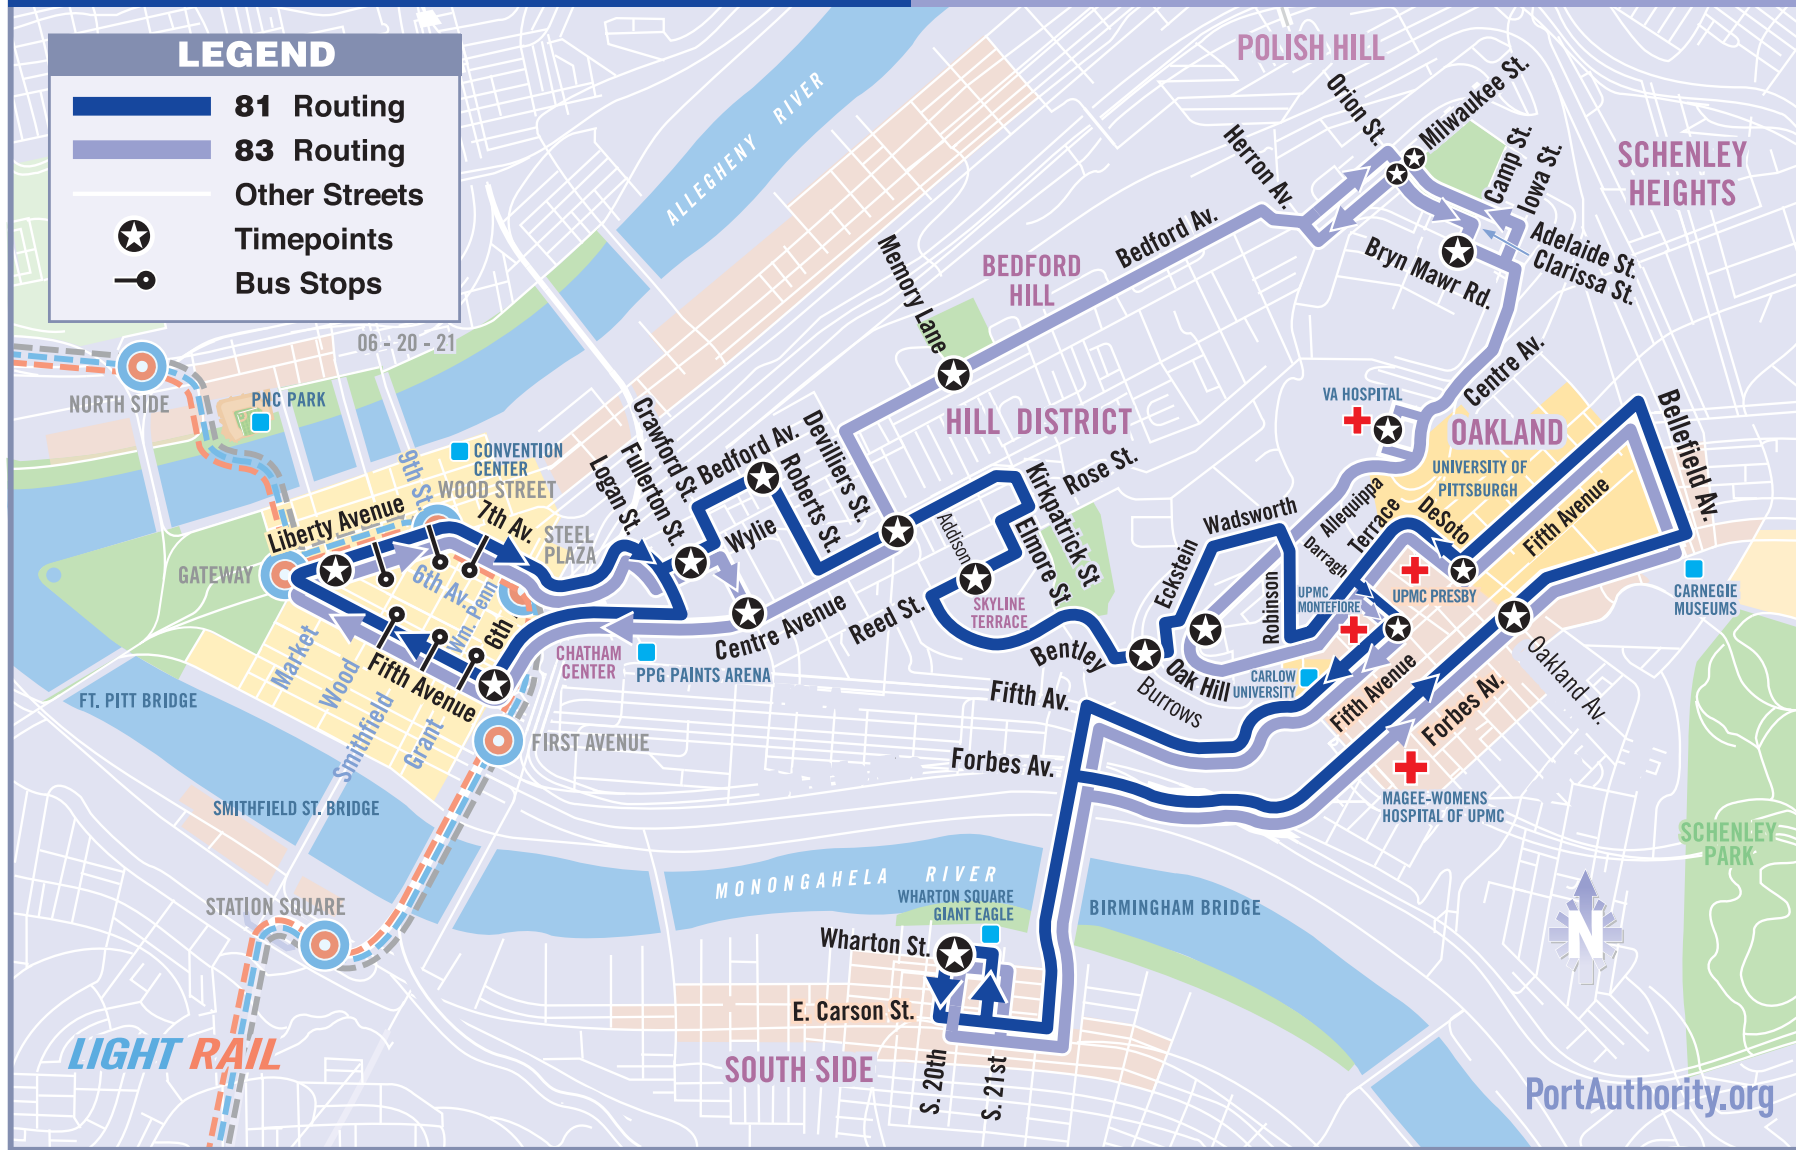 LEGEND
81 Routing
83 Routing
Other Streets
Timepoints
Bus Stops
06 - 20 - 21
ALLEGHENY RIVER
POLISH HILL
Orion St.
Milwaukee St.
Herron Av.
Camp St.
Iowa St.
SCHENLEY
HEIGHTS
Adelaide St.
Clarissa St.
Bryn Mawr Rd.
Bedford Av.
BEDFORD
HILL
Memory Lane
Centre Av.
NORTH SIDE
PNC PARK
CONVENTION
CENTER
WOOD STREET
9th St.
Liberty Avenue
7th Av.
STEEL
PLAZA
GATEWAY
6th Av.
Wm. Penn
6th
Market
Wood
Smithfield
Grant
Fifth Avenue
FT. PITT BRIDGE
SMITHFIELD ST. BRIDGE
FIRST AVENUE
STATION SQUARE
LIGHT RAIL
Crawford St.
Fullerton St.
Logan St.
Bedford Av.
Roberts St.
Devilliers St.
Wylie
HILL DISTRICT
Centre Avenue
CHATHAM
CENTER
PPG PAINTS ARENA
Kirkpatrick St
Rose St.
Addison
Elmore St.
Reed St.
SKYLINE
TERRACE
Bentley
Eckstein
Wadsworth
Oak Hill
Burrows
Robinson
Allequippa
Terrace
Darragh
DeSoto
VA HOSPITAL
OAKLAND
UNIVERSITY OF
PITTSBURGH
Bellefield Av.
Fifth Avenue
UPMC
MONTEFIORE
UPMC PRESBY
CARNEGIE
MUSEUMS
CARLOW
UNIVERSITY
Fifth Avenue
Forbes Av.
Oakland Av.
Fifth Av.
Forbes Av.
MAGEE-WOMENS
HOSPITAL OF UPMC
SCHENLEY
PARK
MONONGAHELA RIVER
WHARTON SQUARE
GIANT EAGLE
BIRMINGHAM BRIDGE
Wharton St.
E. Carson St.
SOUTH SIDE
S. 20th
S. 21st
N
PortAuthority.org